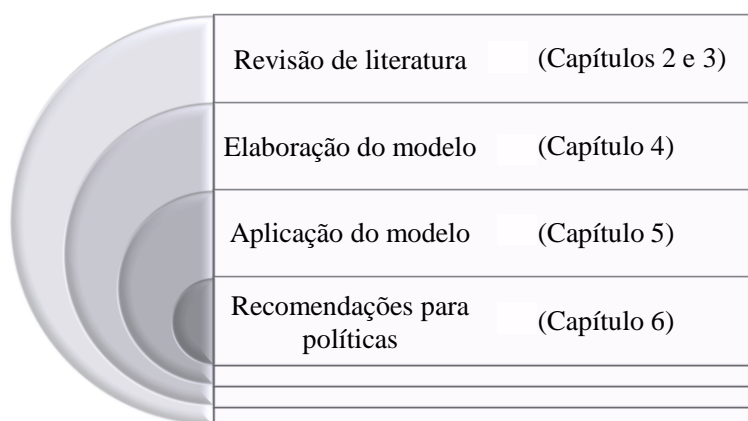 Revisão de literatura (Capítulos 2 e 3)
Elaboração do modelo (Capítulo 4)
Aplicação do modelo (Capítulo 5)
Recomendações para
políticas (Capítulo 6)